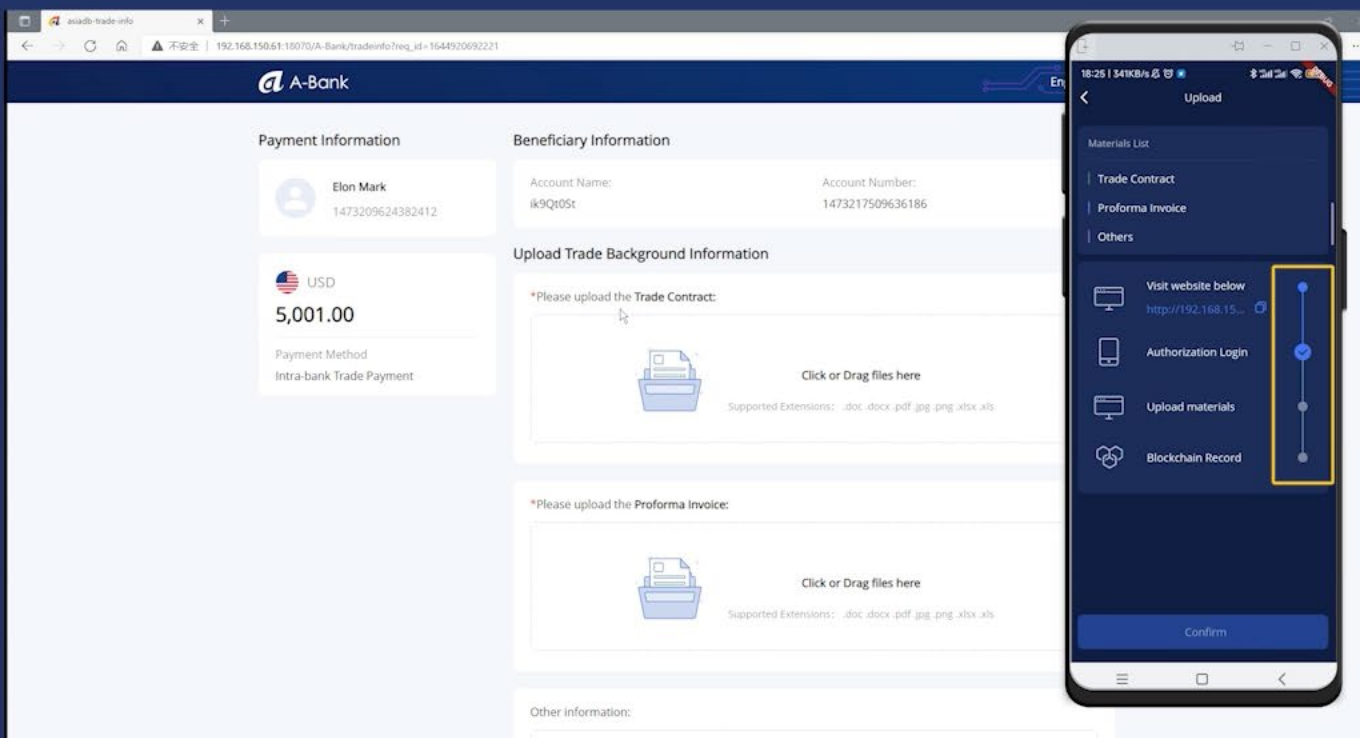 asiadb-trade-info
不安全 | 192.168.150.61:18070/A-Bank/tradeinfo?req_id=1644920692221
A-Bank
En
Payment Information
Elon Mark
1473209624382412
USD
5,001.00
Payment Method
Intra-bank Trade Payment
Beneficiary Information
Account Name:
Account Number:
ik9Qt0St
1473217509636186
Upload Trade Background Information
*Please upload the Trade Contract:
Click or Drag files here
Supported Extensions: .doc .docx .pdf .jpg .png .xlsx .xls
*Please upload the Proforma Invoice:
Click or Drag files here
Supported Extensions: .doc .docx .pdf .jpg .png .xlsx .xls
Other information:
18:25 | 341KB/s
Upload
Materials List
Trade Contract
Proforma Invoice
Others
Visit website below
http://192.168.15...
Authorization Login
Upload materials
Blockchain Record
Confirm